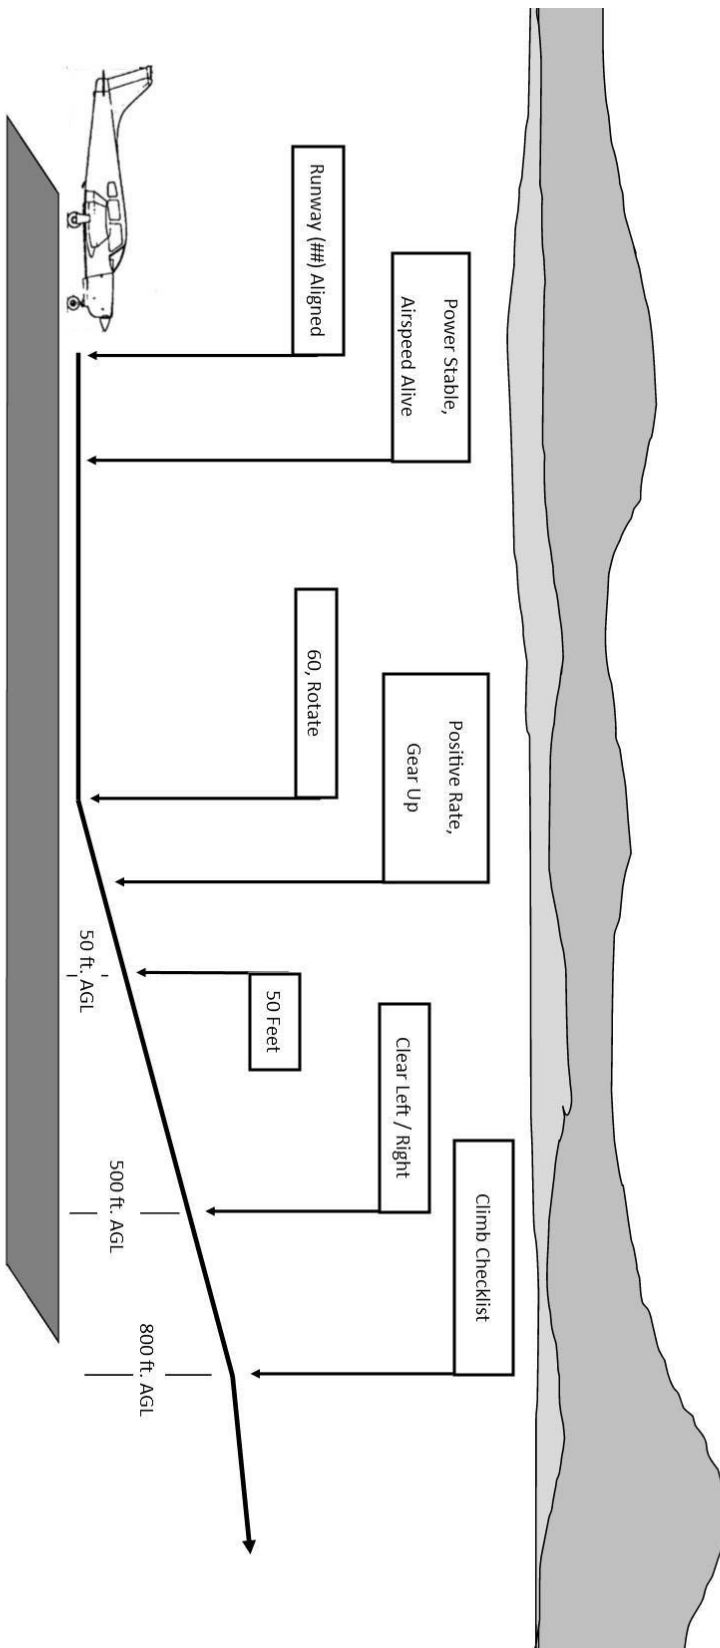 Runway (##) Aligned
Power Stable,
Airspeed Alive
60, Rotate
Positive Rate,
Gear Up
50 Feet
50 ft. AGL
Clear Left / Right
500 ft. AGL
Climb Checklist
800 ft. AGL